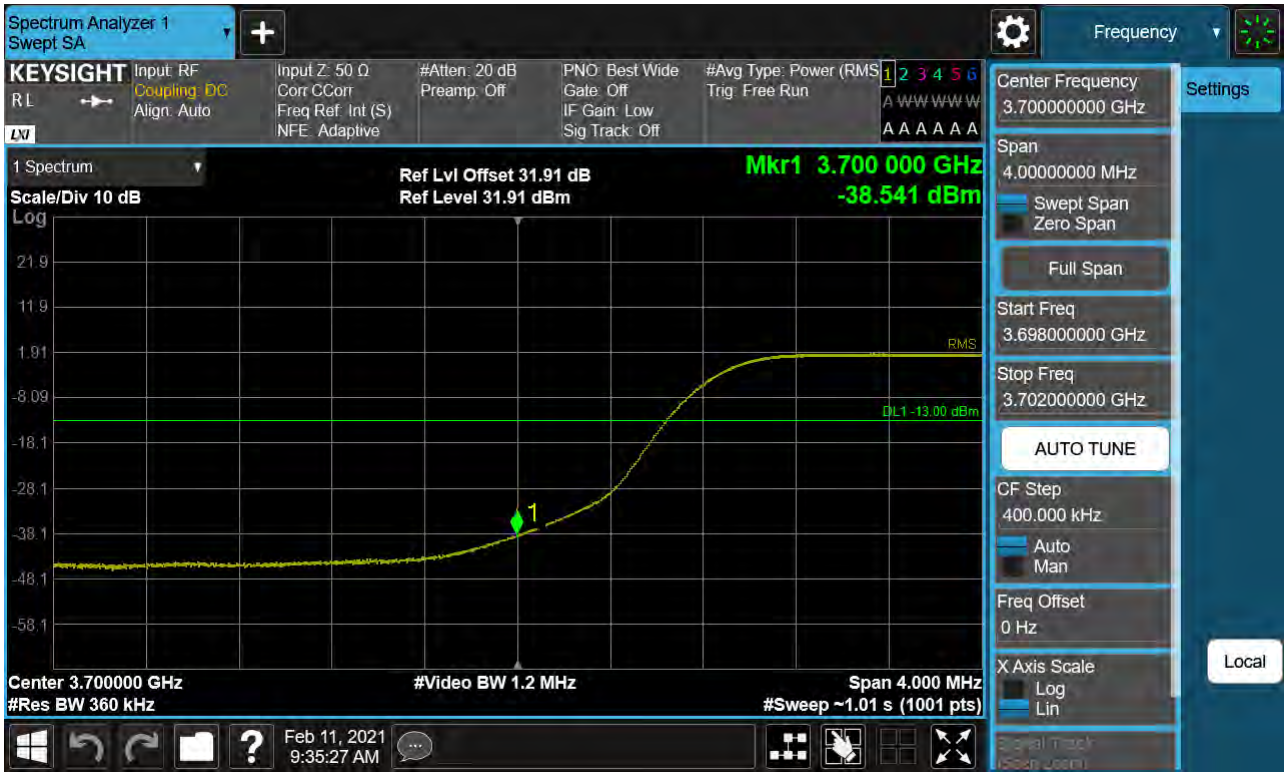 Spectrum Analyzer 1
Swept SA
Frequency
KEYSIGHT
RL
LXI
Input: RF
Coupling: DC
Align: Auto
Input Z: 50 Ω
Corr CCorr
Freq Ref: Int (S)
NFE: Adaptive
#Atten: 20 dB
Preamp: Off
PNO: Best Wide
Gate: Off
IF Gain: Low
Sig Track: Off
#Avg Type: Power (RMS
Trig: Free Run
1 2 3 4 5 6
A W W W W W
A A A A A A
1 Spectrum
Scale/Div 10 dB
Log
Ref Lvl Offset 31.91 dB
Ref Level 31.91 dBm
Mkr1 3.700 000 GHz
-38.541 dBm
21.9
11.9
1.91
-8.09
-18.1
-28.1
-38.1
-48.1
-58.1
RMS
DL1 -13.00 dBm
1
Center 3.700000 GHz
#Video BW 1.2 MHz
Span 4.000 MHz
#Res BW 360 kHz
#Sweep ~1.01 s (1001 pts)
Center Frequency
3.700000000 GHz
Settings
Span
4.00000000 MHz
Swept Span
Zero Span
Full Span
Start Freq
3.698000000 GHz
Stop Freq
3.702000000 GHz
AUTO TUNE
CF Step
400.000 kHz
Auto
Man
Freq Offset
0 Hz
X Axis Scale
Log
Lin
Local
Signal Track
(Span Zoom)
Feb 11, 2021
9:35:27 AM